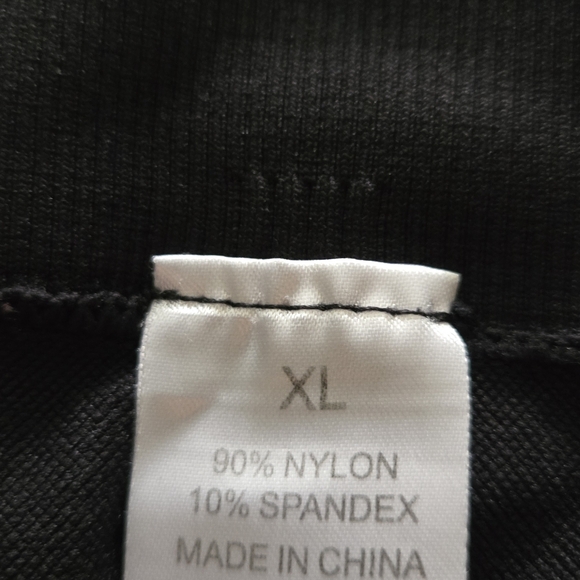 XL
90% NYLON
10% SPANDEX
MADE IN CHINA